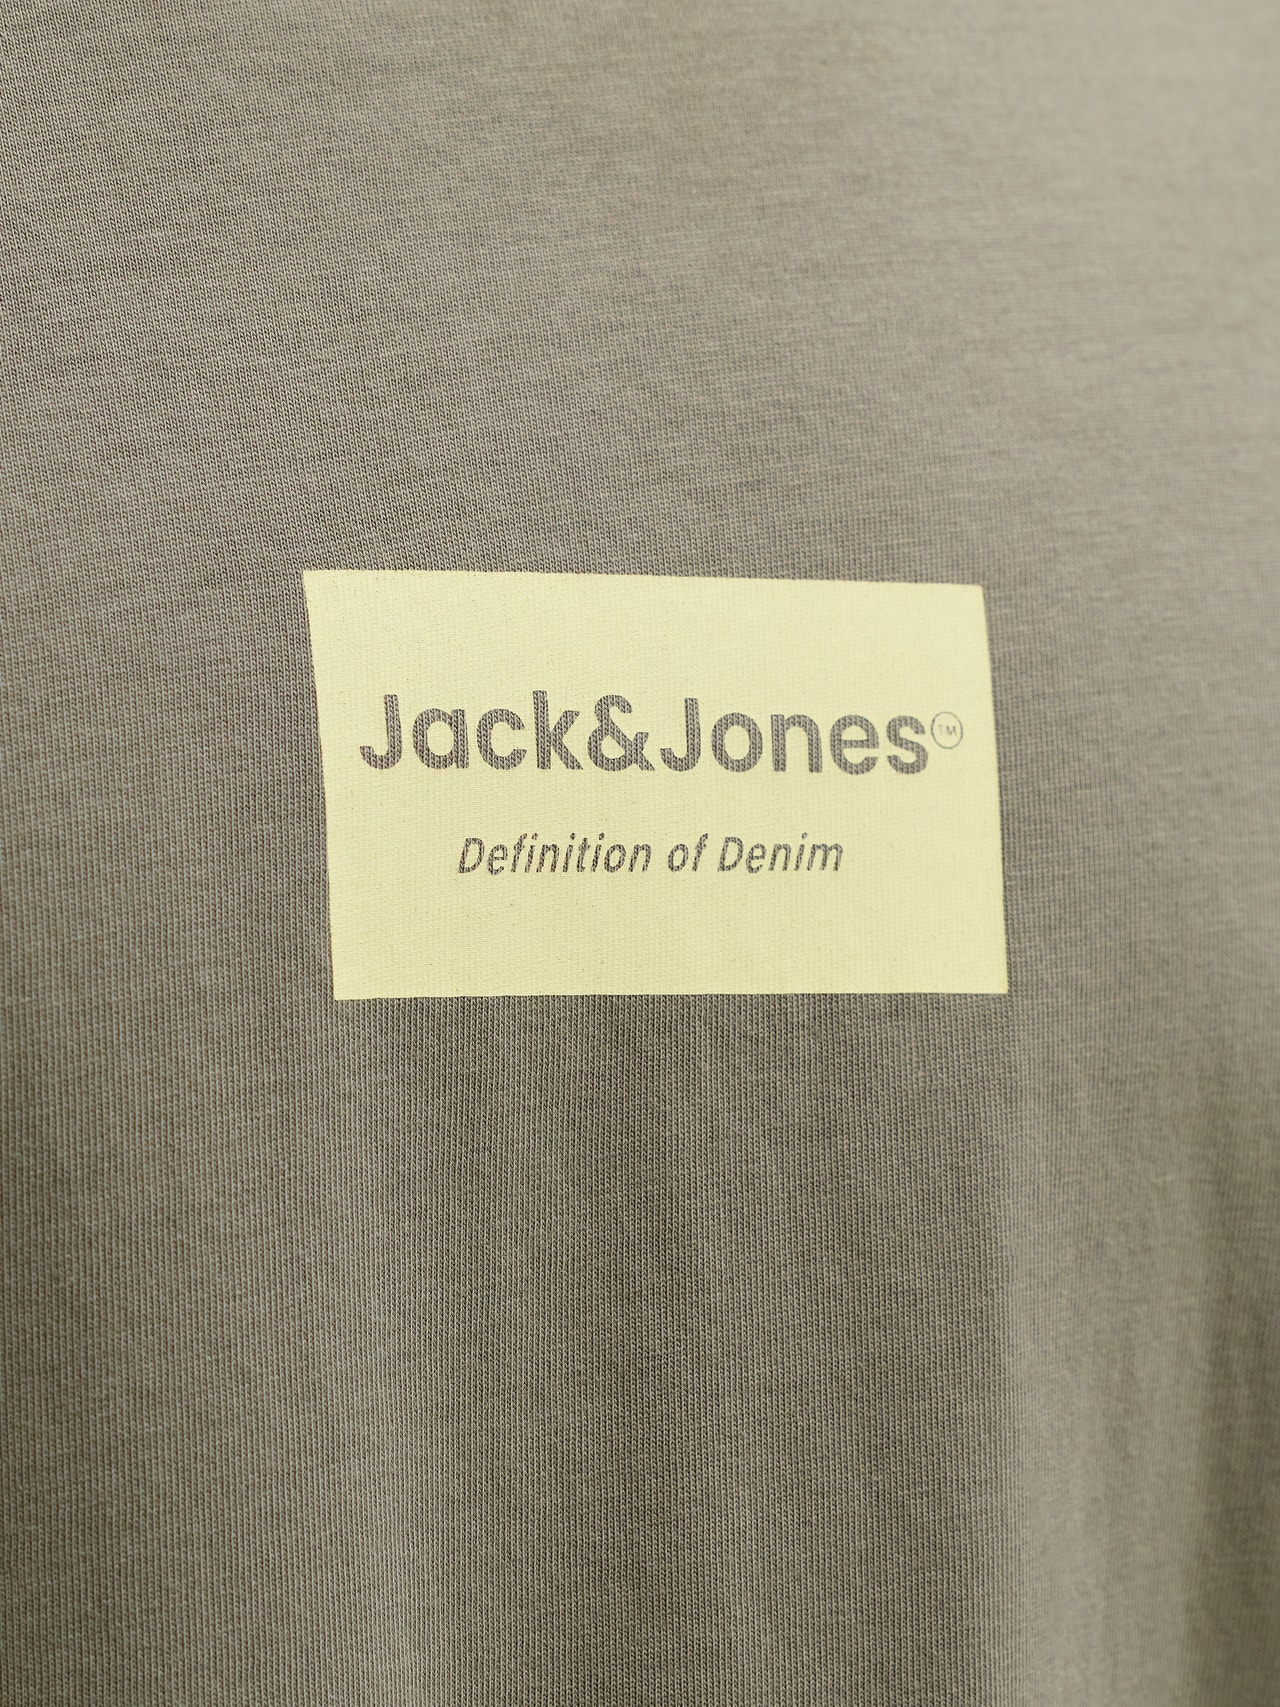 Jack&Jones™
Definition of Denim